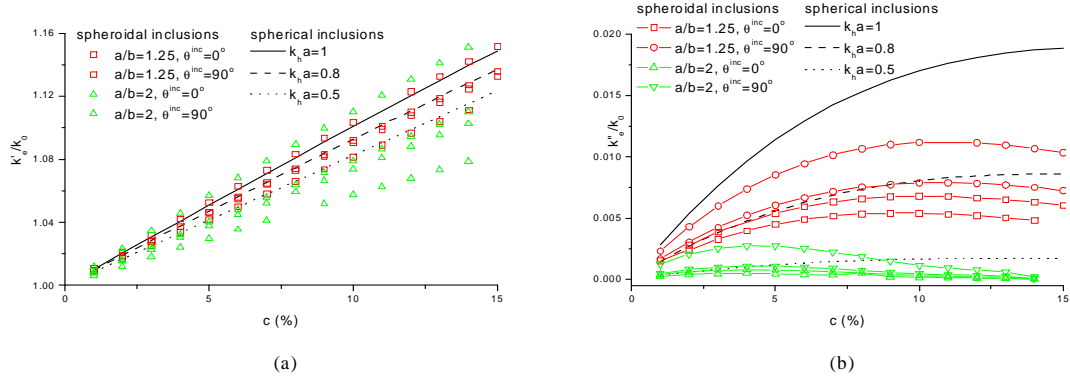 spheroidal inclusions
a/b=1.25, θ^inc=0°
a/b=1.25, θ^inc=90°
a/b=2, θ^inc=0°
a/b=2, θ^inc=90°
spherical inclusions
k_h a=1
k_h a=0.8
k_h a=0.5
1.16
1.12
1.08
1.04
1.00
k'_e/k_0
0
5
10
15
c (%)
(a)
spheroidal inclusions
a/b=1.25, θ^inc=0°
a/b=1.25, θ^inc=90°
a/b=2, θ^inc=0°
a/b=2, θ^inc=90°
spherical inclusions
k_h a=1
k_h a=0.8
k_h a=0.5
0.020
0.015
0.010
0.005
0.000
k''_e/k_0
0
5
10
15
c (%)
(b)